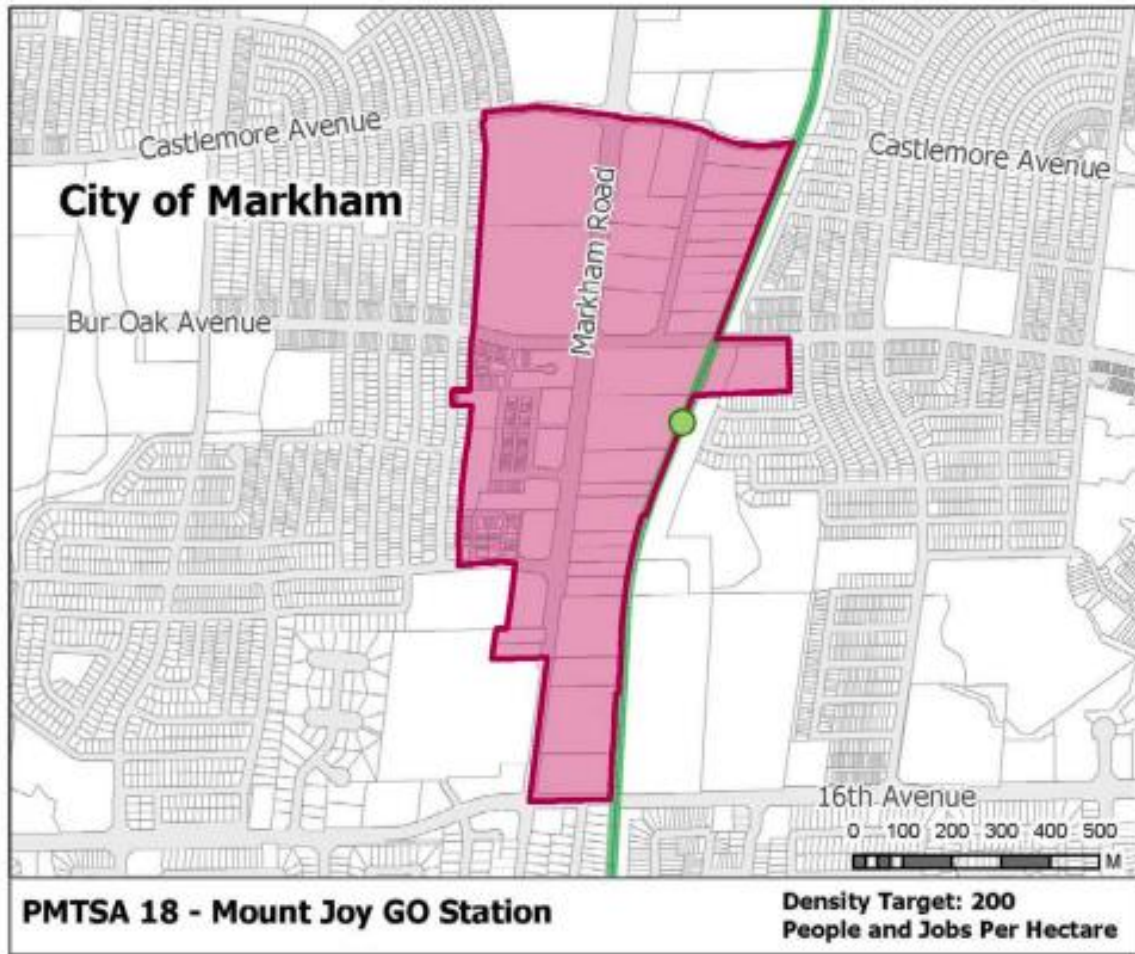 Castlemore Avenue
Castlemore Avenue
City of Markham
Markham Road
Bur Oak Avenue
16th Avenue
0 100 200 300 400 500
M
PMTSA 18 - Mount Joy GO Station
Density Target: 200
People and Jobs Per Hectare